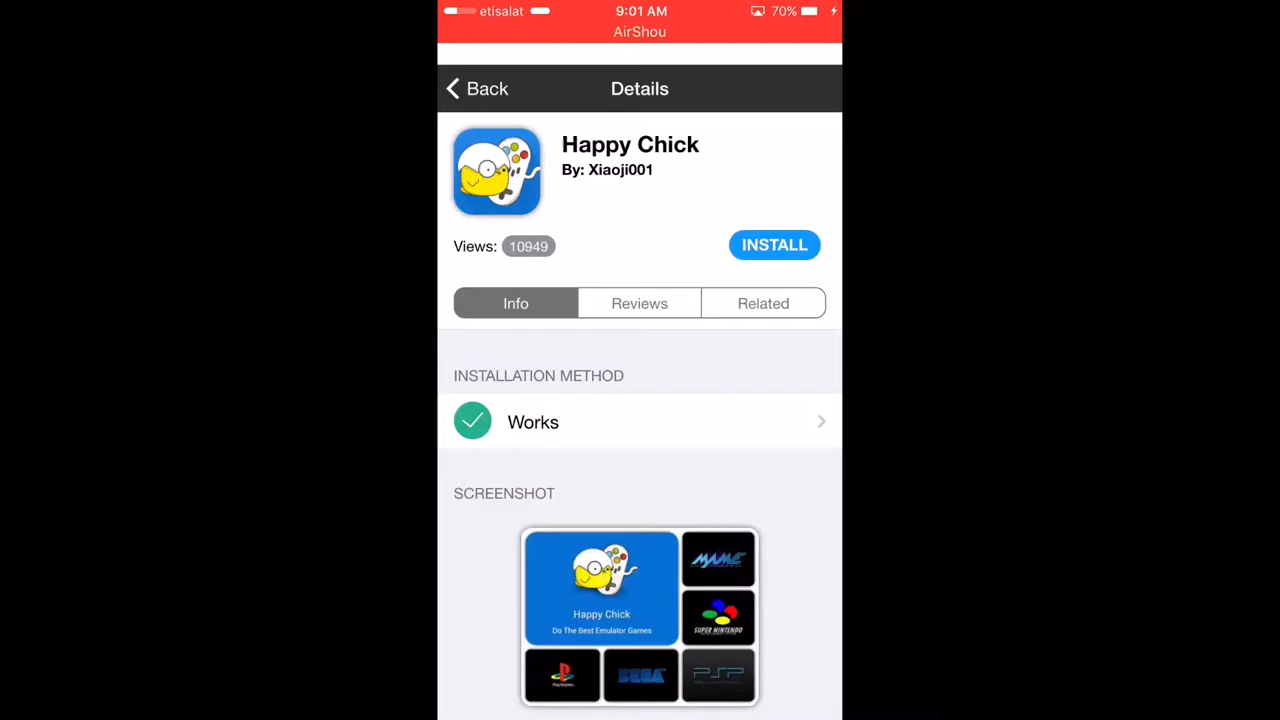 etisalat 9:01 AM 70%
AirShou
Back Details
Happy Chick
By: Xiaoji001
Views: 10949 INSTALL
Info Reviews Related
INSTALLATION METHOD
Works
SCREENSHOT
MAME
Happy Chick
Do The Best Emulator Games
SUPER NINTENDO
PlayStation SEGA PSP